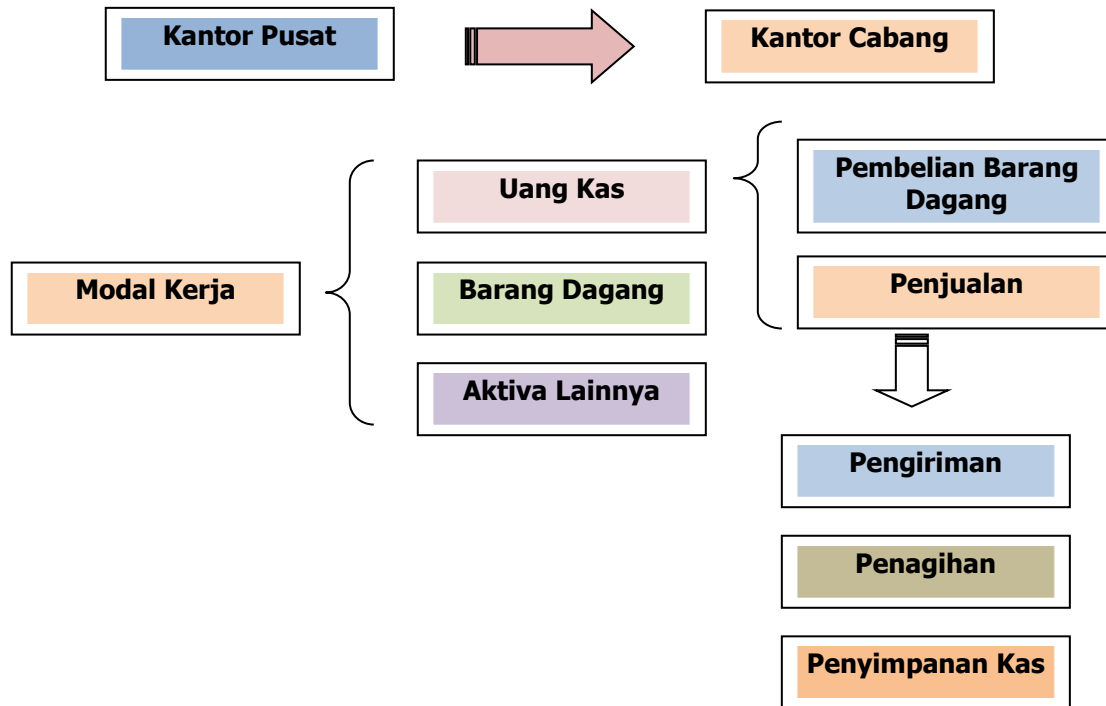 Kantor Pusat
Kantor Cabang
Uang Kas
Pembelian Barang
Dagang
Modal Kerja
Barang Dagang
Penjualan
Aktiva Lainnya
Pengiriman
Penagihan
Penyimpanan Kas